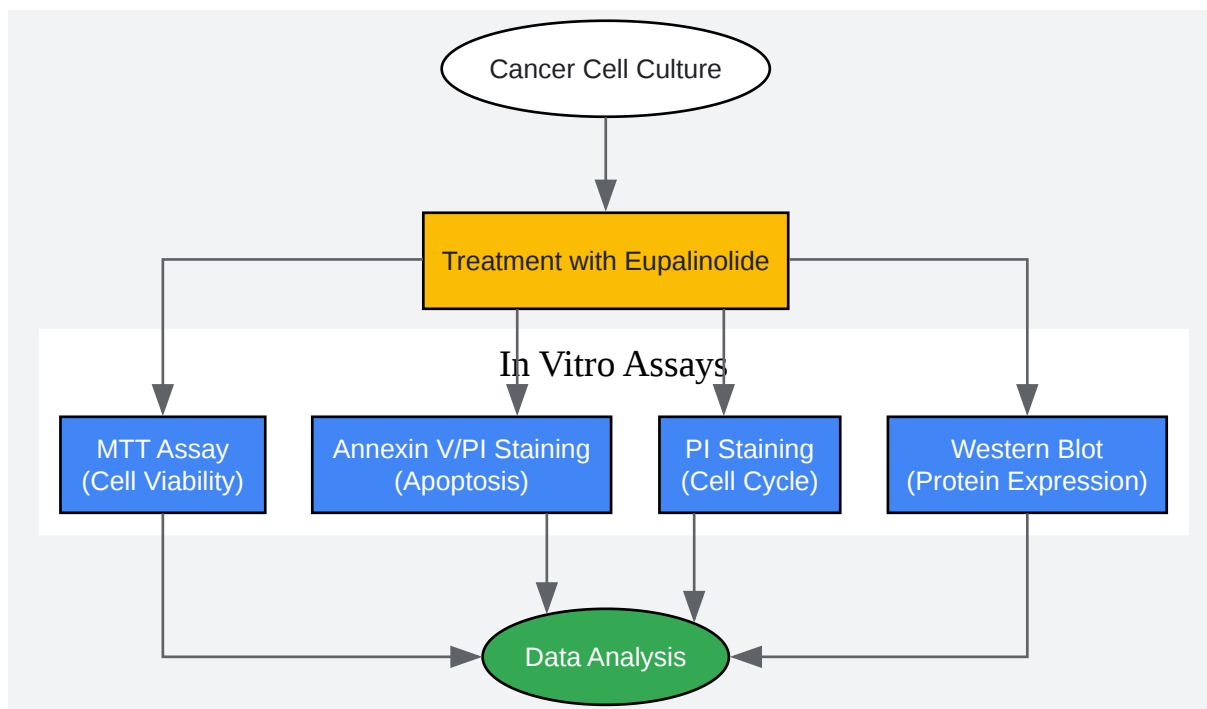 Cancer Cell Culture
Treatment with Eupalinolide
In Vitro Assays
MTT Assay
(Cell Viability)
Annexin V/PI Staining
(Apoptosis)
PI Staining
(Cell Cycle)
Western Blot
(Protein Expression)
Data Analysis